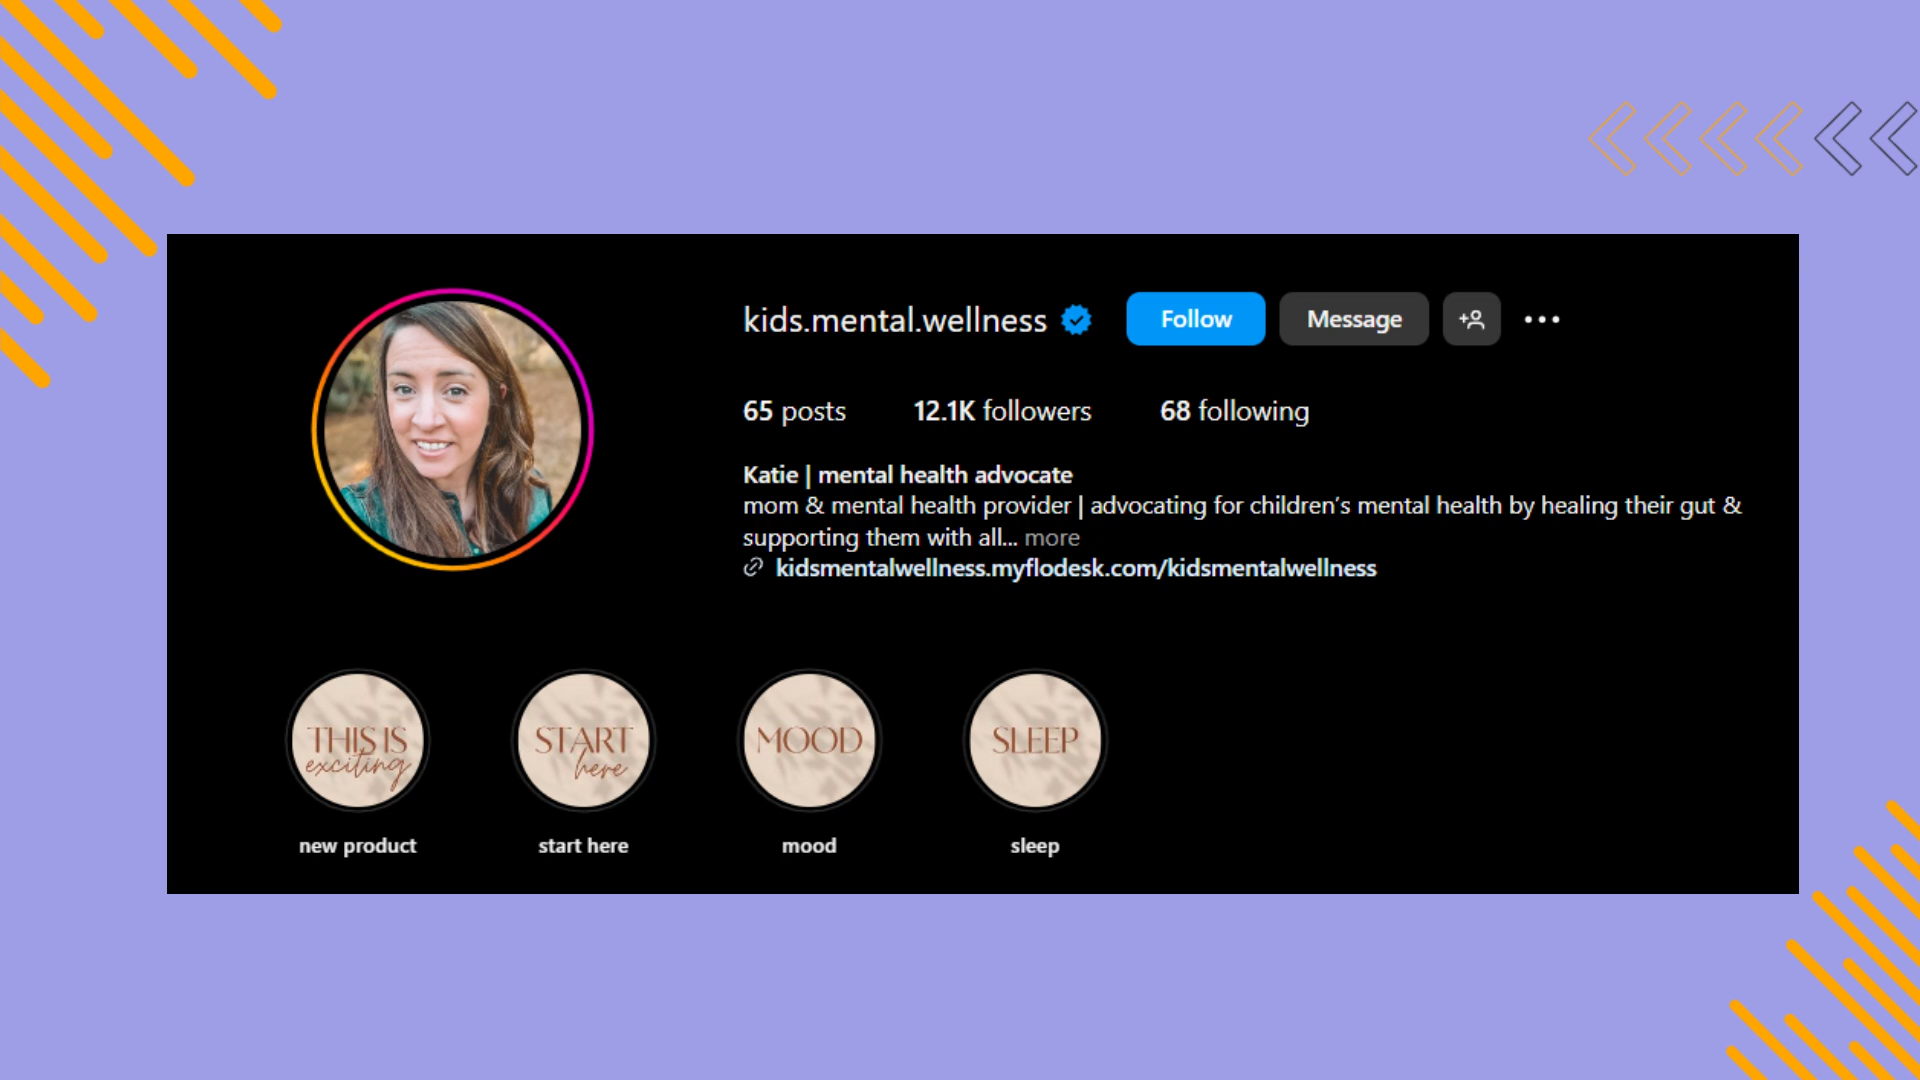 kids.mental.wellness
Follow
Message
65 posts
12.1K followers
68 following
Katie | mental health advocate
mom & mental health provider | advocating for children’s mental health by healing their gut &
supporting them with all... more
kidsmentalwellness.myflodesk.com/kidsmentalwellness
THIS IS
exciting
START
here
MOOD
SLEEP
new product
start here
mood
sleep